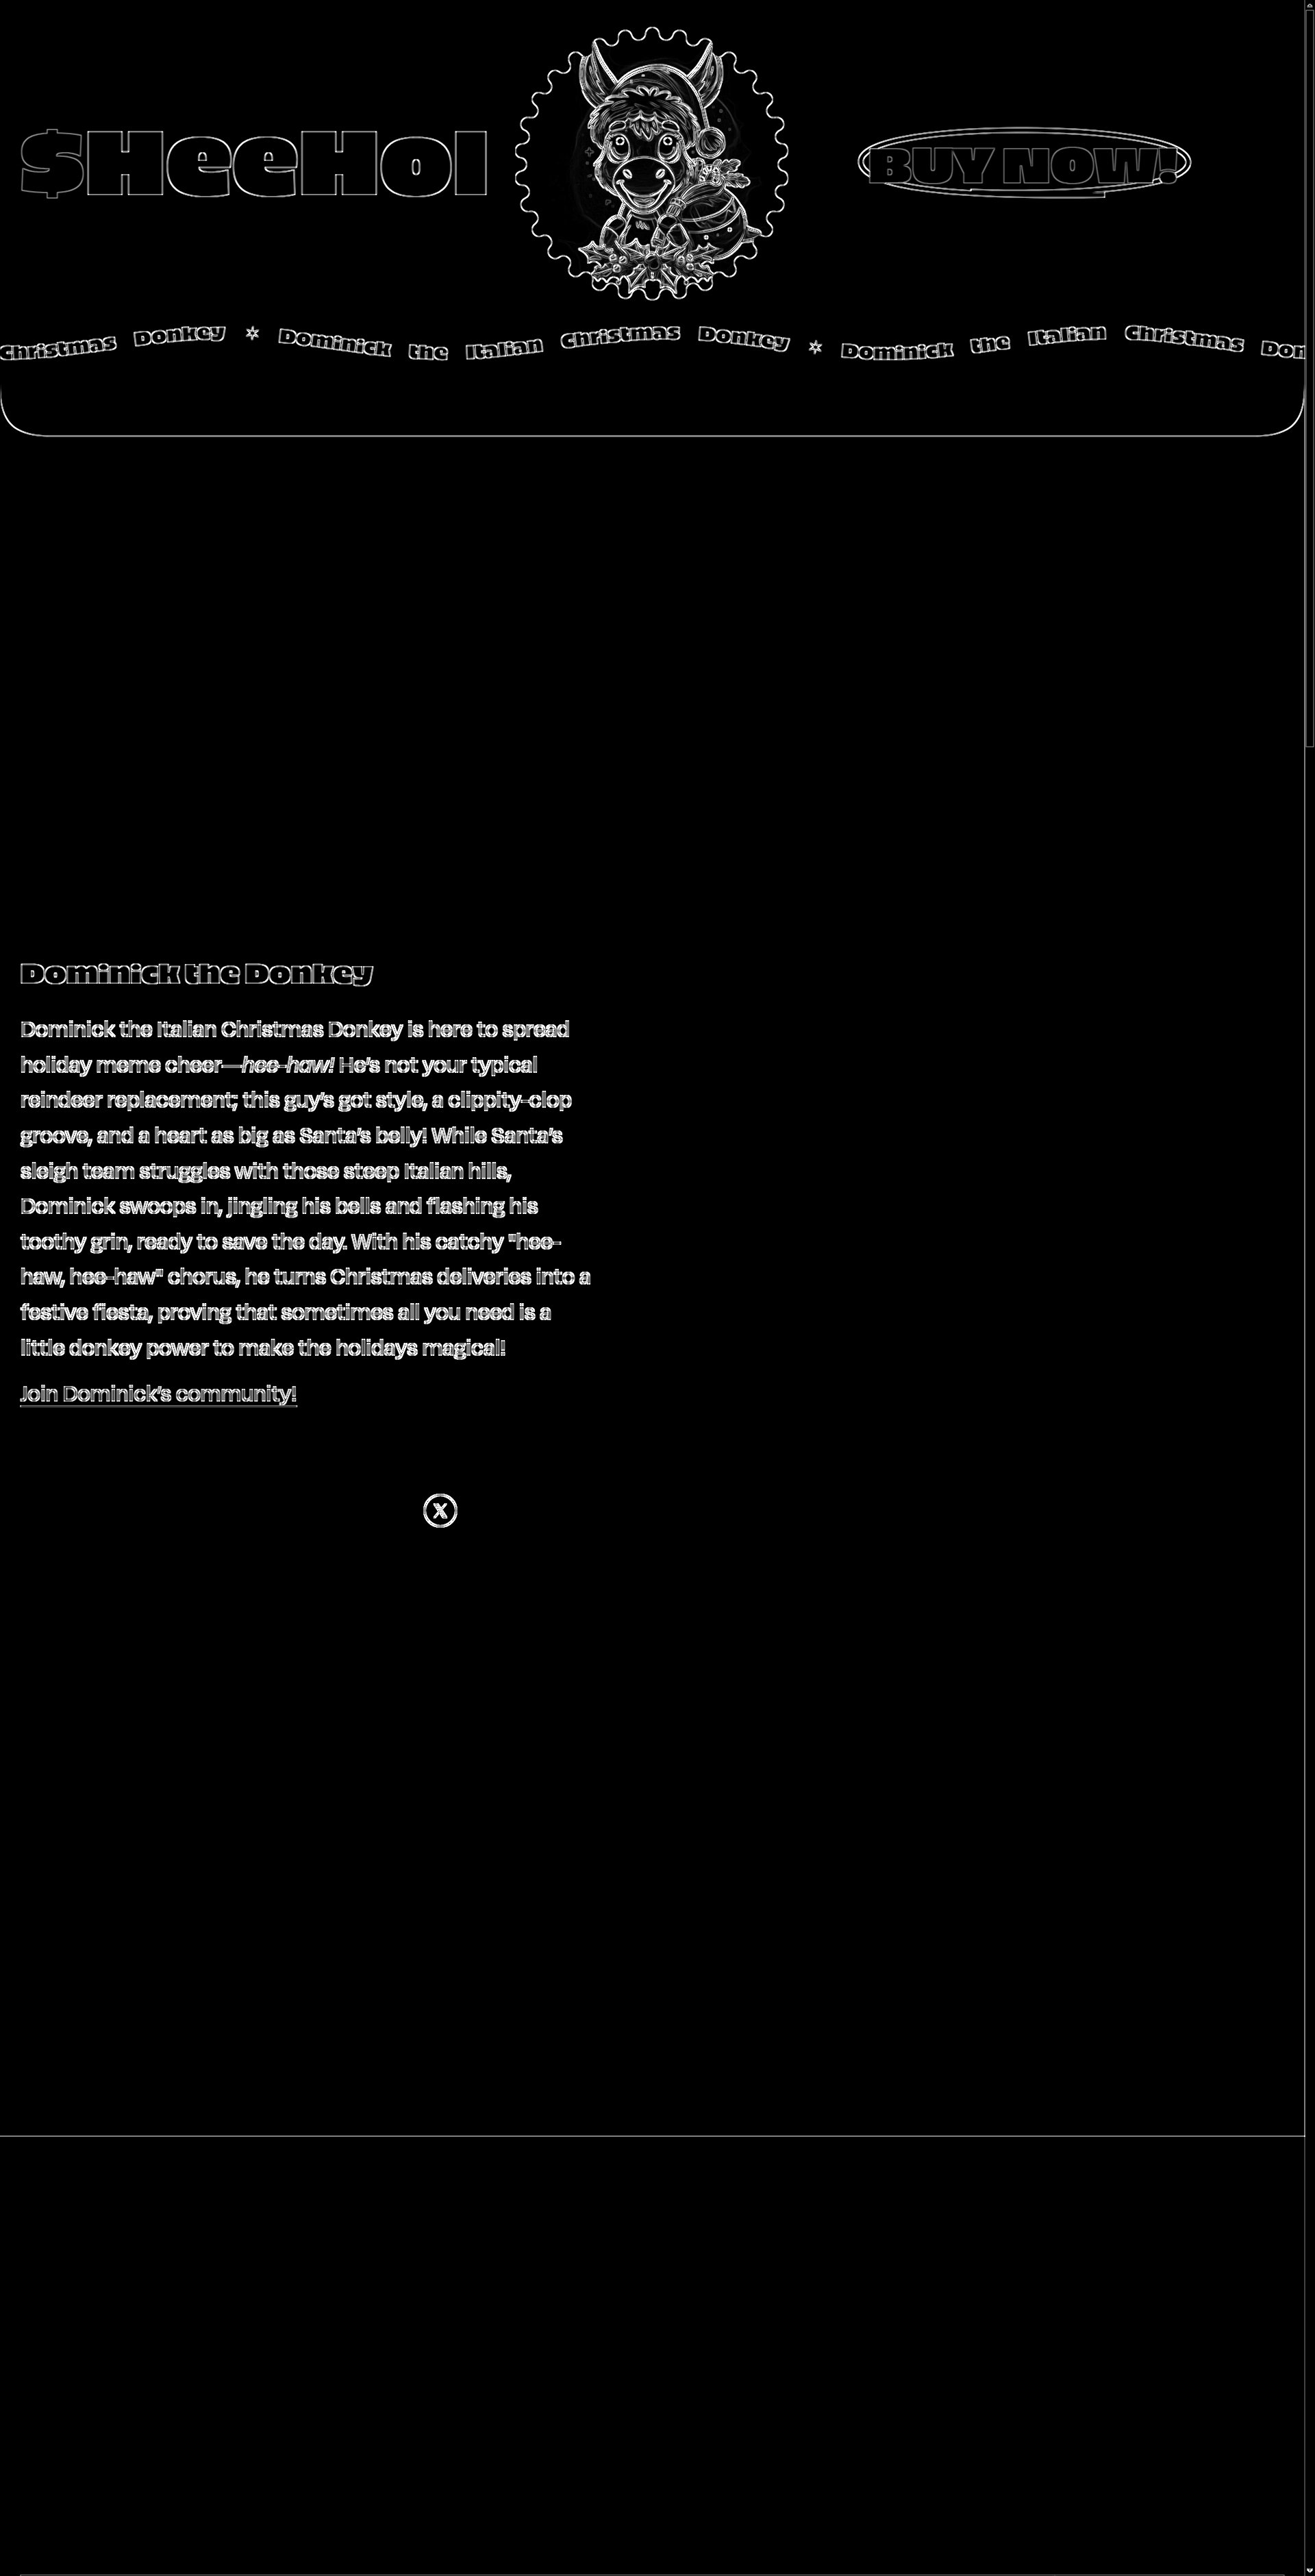 $HeeHol
BUY NOW!
Christmas Donkey * Dominick the Italian Christmas Donkey * Dominick the Italian Christmas Don
Dominick the Donkey
Dominick the Italian Christmas Donkey is here to spread
holiday meme cheer—hee-haw! He’s not your typical
reindeer replacement; this guy’s got style, a clippity-clop
groove, and a heart as big as Santa’s belly! While Santa’s
sleigh team struggles with those steep Italian hills,
Dominick swoops in, jingling his bells and flashing his
toothy grin, ready to save the day. With his catchy "hee-
haw, hee-haw" chorus, he turns Christmas deliveries into a
festive fiesta, proving that sometimes all you need is a
little donkey power to make the holidays magical!
Join Dominick’s community!
X